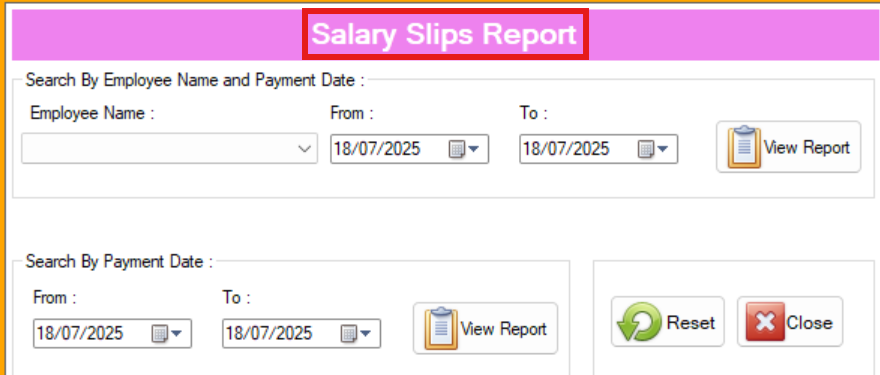 Salary Slips Report
Search By Employee Name and Payment Date :
Employee Name :
From :
To :
18/07/2025
18/07/2025
View Report
Search By Payment Date :
From :
To :
18/07/2025
18/07/2025
View Report
Reset
Close